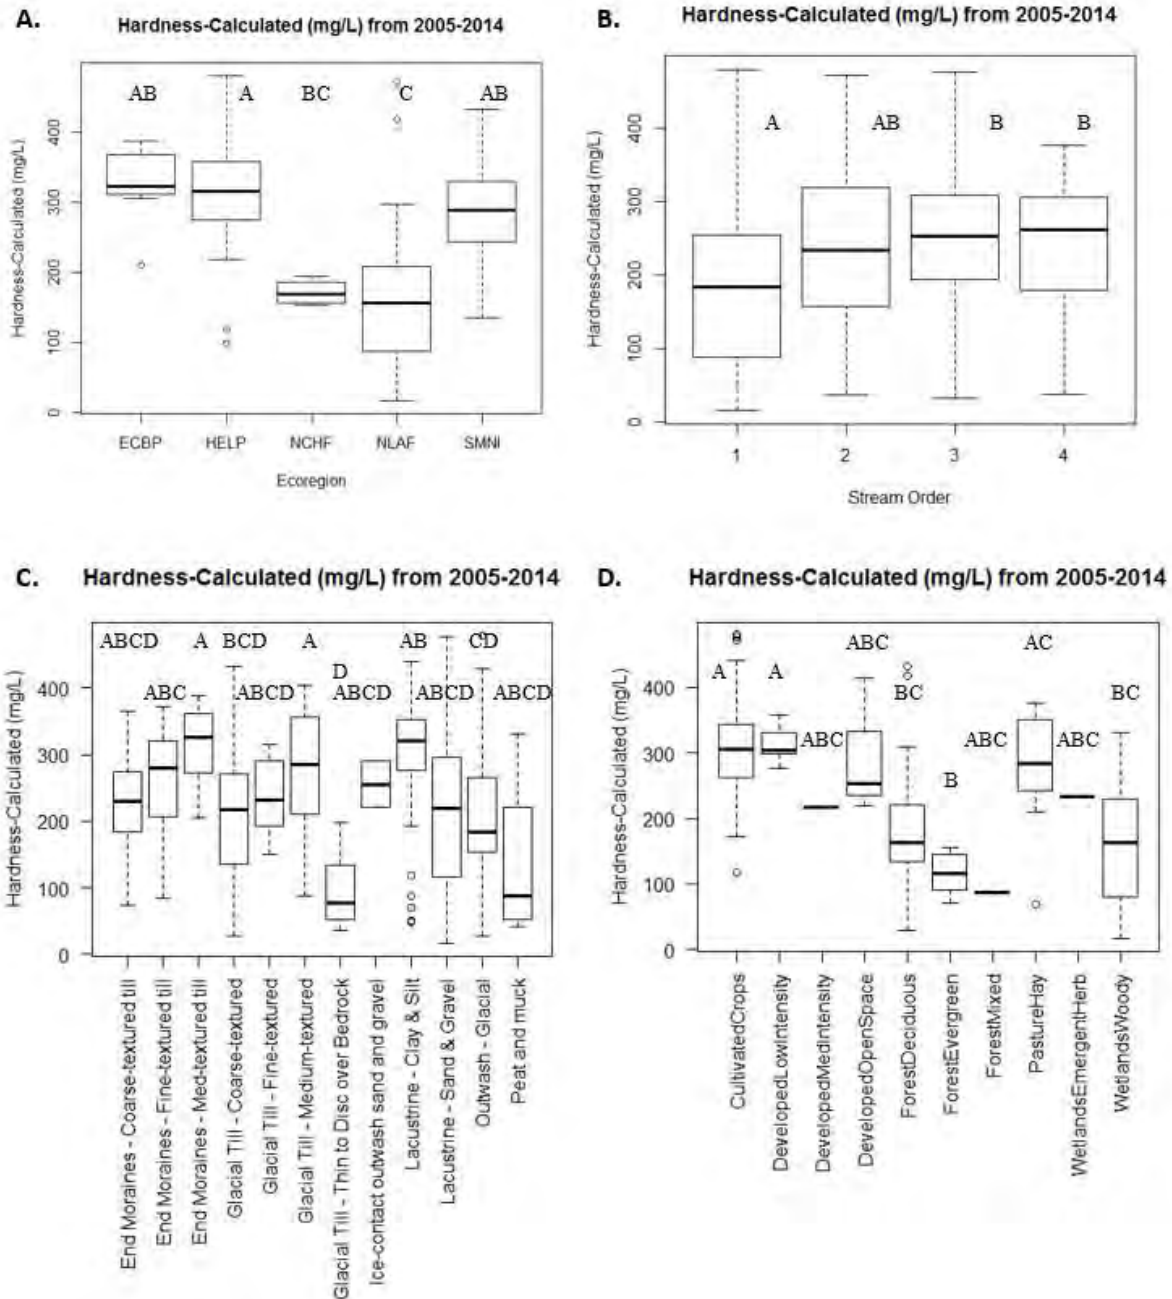 A.
Hardness-Calculated (mg/L) from 2005-2014
Hardness-Calculated (mg/L)
0
100
200
300
400
AB
A
BC
C
AB
ECBP
HELP
NCHF
NLAF
SMNI
Ecoregion
B.
Hardness-Calculated (mg/L) from 2005-2014
Hardness-Calculated (mg/L)
0
100
200
300
400
A
AB
B
B
1
2
3
4
Stream Order
C.
Hardness-Calculated (mg/L) from 2005-2014
Hardness-Calculated (mg/L)
0
100
200
300
400
ABCD
ABC
A
BCD
ABCD
A
D
ABCD
AB
ABCD
CD
ABCD
End Moraines - Coarse-textured till
End Moraines - Fine-textured till
End Moraines - Med-textured till
Glacial Till - Coarse-textured
Glacial Till - Fine-textured
Glacial Till - Medium-textured
Glacial Till - Thin to Disc over Bedrock
Ice-contact outwash sand and gravel
Lacustrine - Clay & Silt
Lacustrine - Sand & Gravel
Outwash - Glacial
Peat and muck
D.
Hardness-Calculated (mg/L) from 2005-2014
Hardness-Calculated (mg/L)
0
100
200
300
400
A
A
ABC
ABC
BC
B
ABC
AC
ABC
BC
CultivatedCrops
DevelopedLowIntensity
DevelopedMedIntensity
DevelopedOpenSpace
ForestDeciduous
ForestEvergreen
ForestMixed
PastureHay
WetlandsEmergentHerb
WetlandsWoody